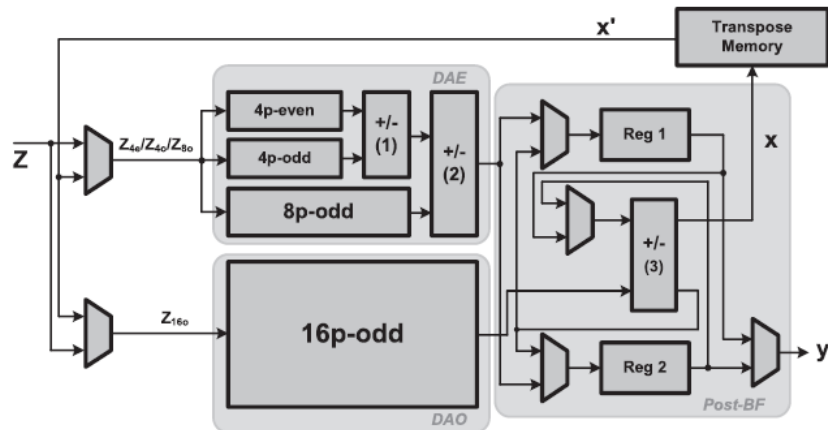 x'
Transpose
Memory
DAE
4p-even
+/-
(1)
+/-
(2)
Reg 1
x
Z
Z4e/Z4o/Z8o
4p-odd
8p-odd
+/-
(3)
16p-odd
Z16o
y
Reg 2
DAO
Post-BF